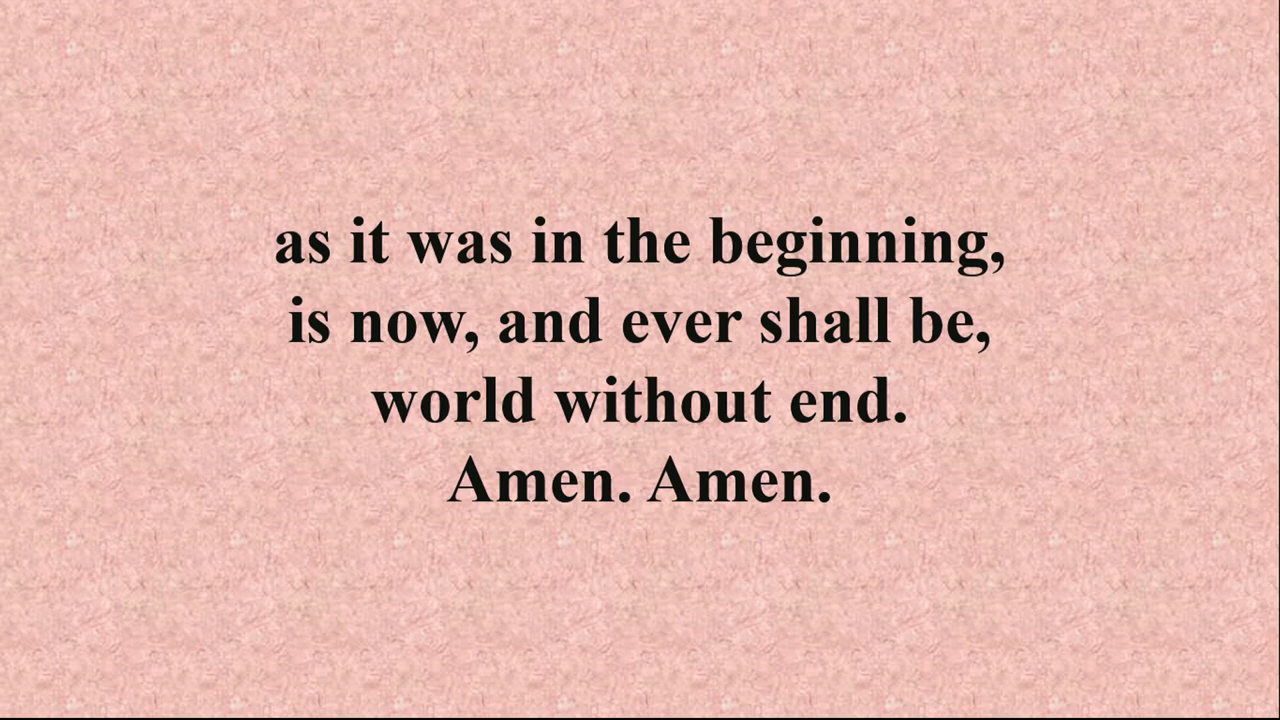 as it was in the beginning,
is now, and ever shall be,
world without end.
Amen. Amen.